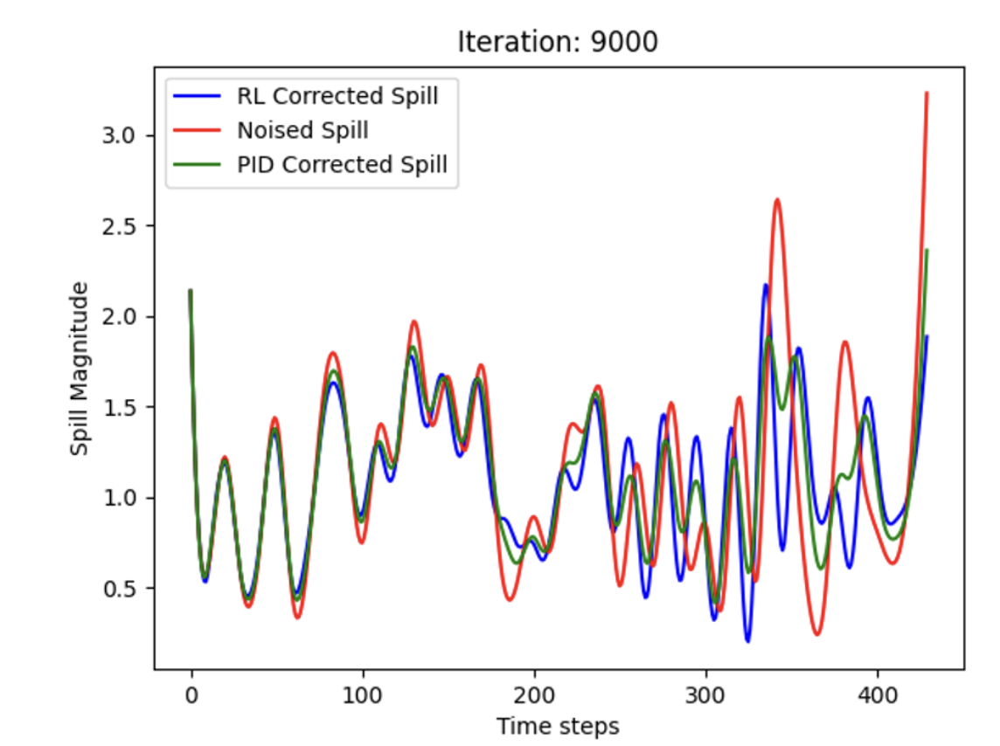 Iteration: 9000
RL Corrected Spill
Noised Spill
PID Corrected Spill
3.0
2.5
2.0
1.5
1.0
0.5
Spill Magnitude
0 100 200 300 400
Time steps